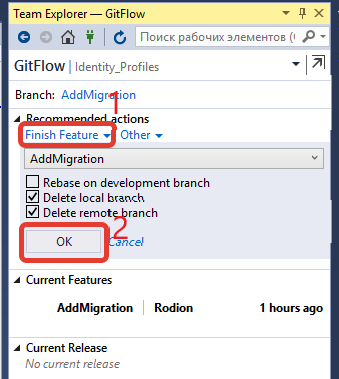 Team Explorer — GitFlow
Поиск рабочих элементов (C
GitFlow | Identity_Profiles
Branch: AddMigration
1
Recommended actions
Finish Feature Other
AddMigration
Rebase on development branch
Delete local branch
Delete remote branch
2
OK Cancel
Current Features
AddMigration Rodion 1 hours ago
Current Release
No current release